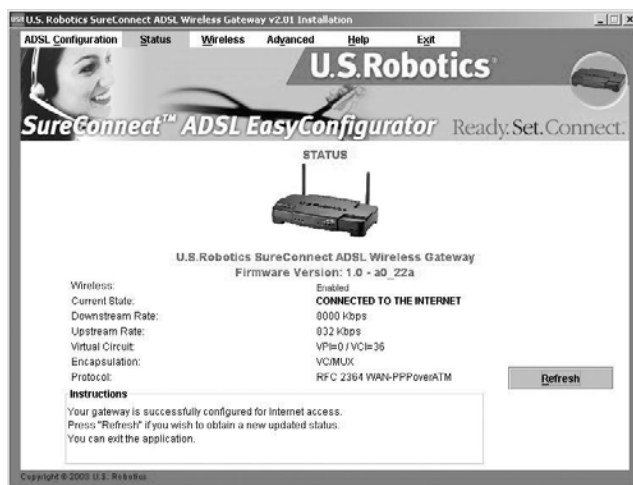 U.S. Robotics SureConnect ADSL Wireless Gateway v2.01 Installation
ADSL Configuration Status Wireless Advanced Help Exit
U.S.Robotics
SureConnect™ ADSL EasyConfigurator Ready. Set. Connect.
STATUS
U.S.Robotics SureConnect ADSL Wireless Gateway
Firmware Version: 1.0 - a0_22a
Wireless: Enabled
Current State: CONNECTED TO THE INTERNET
Downstream Rate: 8000 Kbps
Upstream Rate: 832 Kbps
Virtual Circuit: VPI=0 / VCI=36
Encapsulation: VC/MUX
Protocol: RFC 2364 WAN-PPPoverATM
Refresh
Instructions
Your gateway is successfully configured for Internet access.
Press "Refresh" if you wish to obtain a new updated status.
You can exit the application.
Copyright © 2003 U.S. Robotics